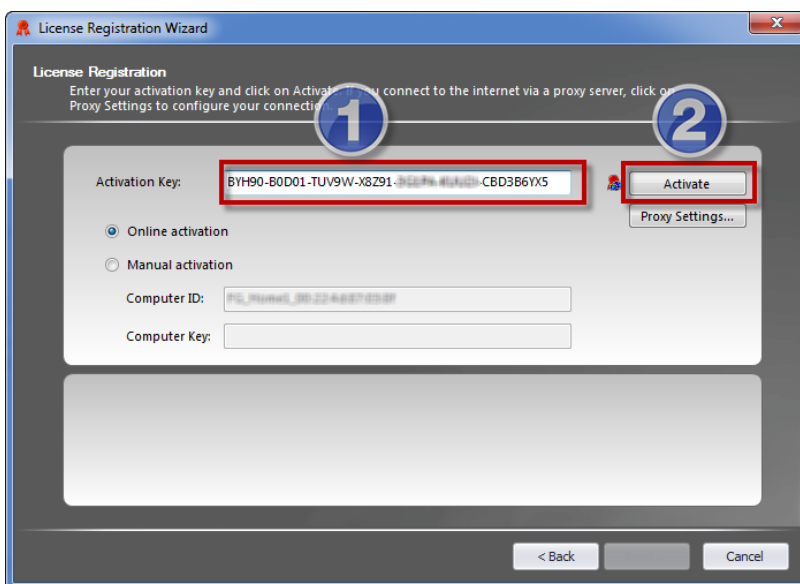 License Registration Wizard
x
License Registration
Enter your activation key and click on Activate. you connect to the internet via a proxy server, click
Proxy Settings to configure your connection
1
2
Activation Key:
BYH90-B0D01-TUV9W-X8Z91- -CBD3B6YX5
Activate
Proxy Settings...
Online activation
Manual activation
Computer ID:
Computer Key:
< Back
Cancel